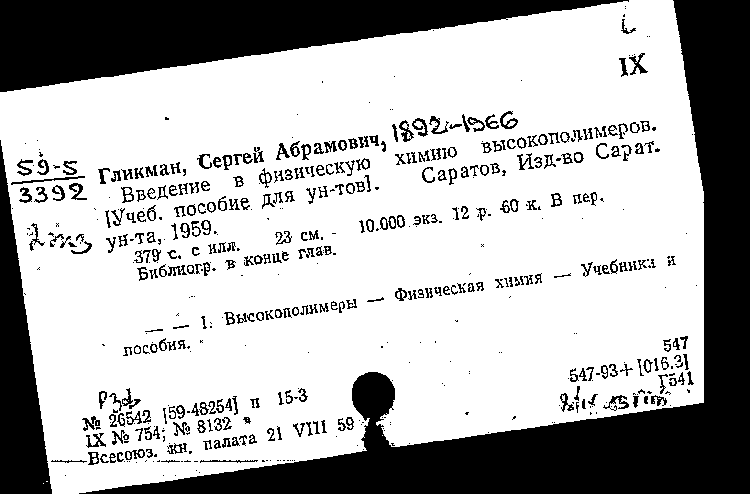 IX
59-5
3392
2 экз
Гликман, Сергей Абрамович, 1892-1966
Введение в физическую химию высокополимеров.
[Учеб. пособие для ун-тов]. Саратов, Изд-во Сарат.
ун-та, 1959.
379 с. с илл. 23 см. 10.000 экз. 12 р. 60 к. В пер.
Библиогр. в конце глав.
— — 1. Высокополимеры — Физическая химия — Учебники и
пособия.
№ 26542 [59-48254] п 15-3
IX № 754; № 8132
Всесоюз. кн. палата 21 VIII 59
547
547-93+[016.3]
Г541